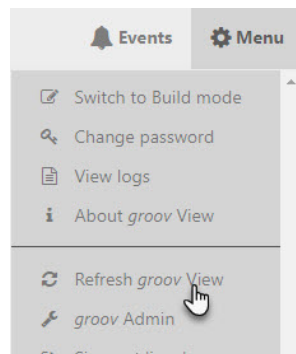 Events Menu
Switch to Build mode
Change password
View logs
About groov View
Refresh groov View
groov Admin